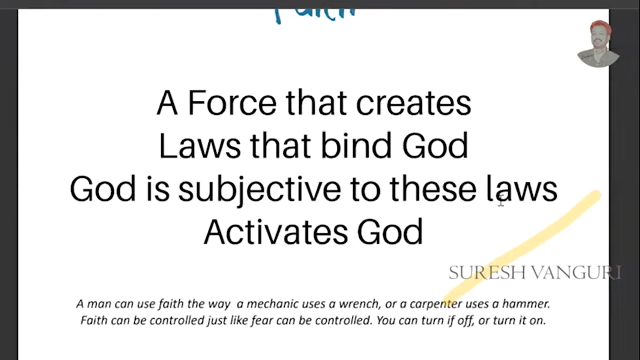 Faith
A Force that creates
Laws that bind God
God is subjective to these laws
Activates God
SURESH VANGURI
A man can use faith the way a mechanic uses a wrench, or a carpenter uses a hammer.
Faith can be controlled just like fear can be controlled. You can turn if off, or turn it on.